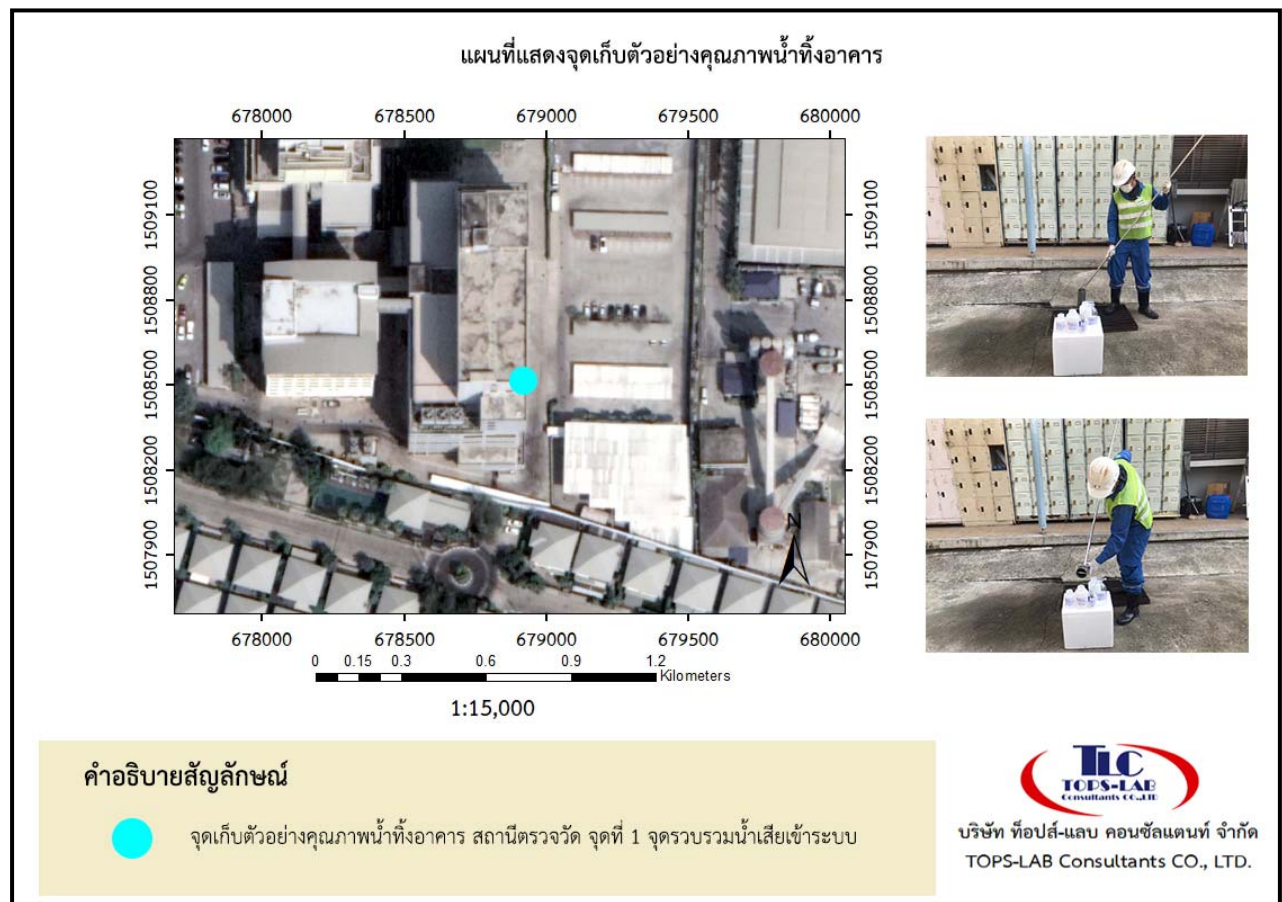 แผนที่แสดงจุดเก็บตัวอย่างคุณภาพน้ำทิ้งอาคาร
678000 678500 679000 679500 680000
1509100 1509100
1508800 1508800
1508500 1508500
1508200 1508200
1507900 1507900
N
678000 678500 679000 679500 680000
0 0.15 0.3 0.6 0.9 1.2
Kilometers
1:15,000
คำอธิบายสัญลักษณ์
จุดเก็บตัวอย่างคุณภาพน้ำทิ้งอาคาร สถานีตรวจวัด จุดที่ 1 จุดรวบรวมน้ำเสียเข้าระบบ
TLC
TOPS-LAB
Consultants CO.,LTD
บริษัท ท็อปส์-แลบ คอนซัลแตนท์ จำกัด
TOPS-LAB Consultants CO., LTD.